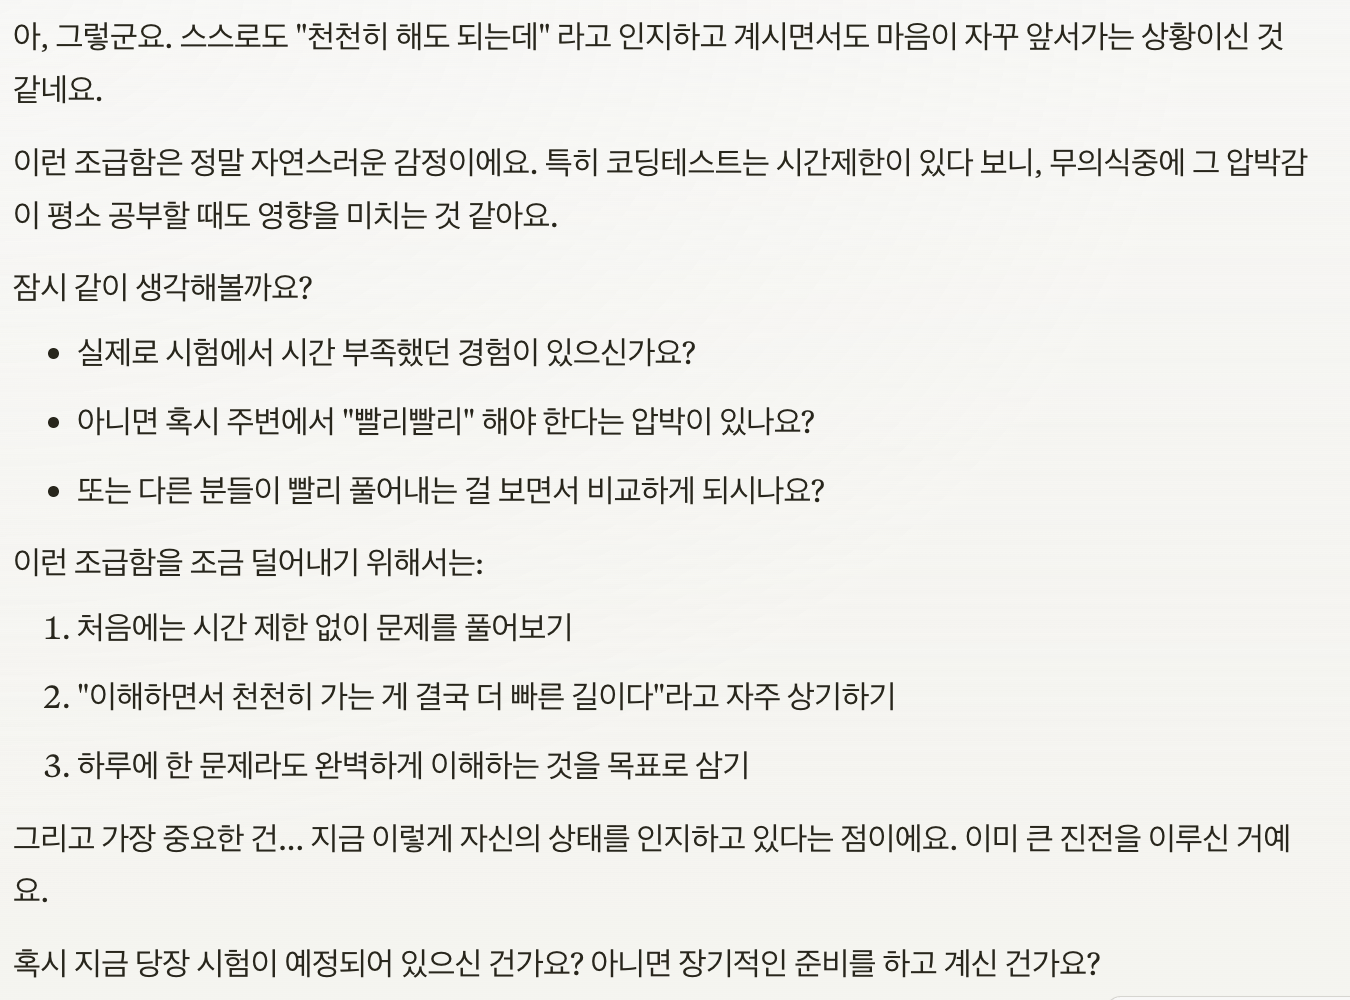 아, 그렇군요. 스스로도 "천천히 해도 되는데" 라고 인지하고 계시면서도 마음이 자꾸 앞서가는 상황이신 것
같네요.
이런 조급함은 정말 자연스러운 감정이에요. 특히 코딩테스트는 시간제한이 있다 보니, 무의식중에 그 압박감
이 평소 공부할 때도 영향을 미치는 것 같아요.
잠시 같이 생각해볼까요?
• 실제로 시험에서 시간 부족했던 경험이 있으신가요?
• 아니면 혹시 주변에서 "빨리빨리" 해야 한다는 압박이 있나요?
• 또는 다른 분들이 빨리 풀어내는 걸 보면서 비교하게 되시나요?
이런 조급함을 조금 덜어내기 위해서는:
1. 처음에는 시간 제한 없이 문제를 풀어보기
2. "이해하면서 천천히 가는 게 결국 더 빠른 길이다"라고 자주 상기하기
3. 하루에 한 문제라도 완벽하게 이해하는 것을 목표로 삼기
그리고 가장 중요한 건... 지금 이렇게 자신의 상태를 인지하고 있다는 점이에요. 이미 큰 진전을 이루신 거예
요.
혹시 지금 당장 시험이 예정되어 있으신 건가요? 아니면 장기적인 준비를 하고 계신 건가요?